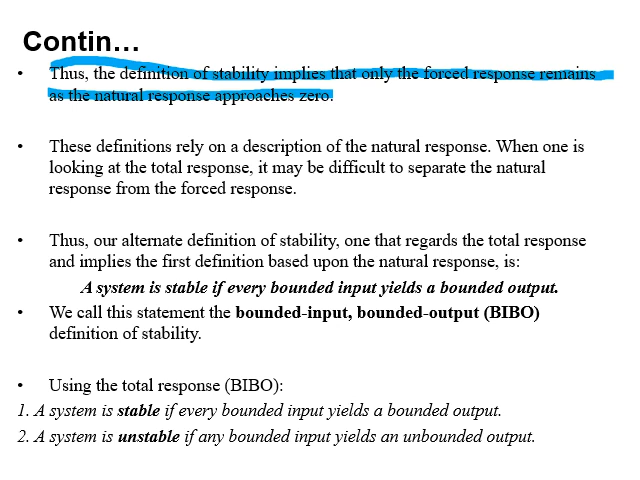 Contin…
• Thus, the definition of stability implies that only the forced response remains
as the natural response approaches zero.
• These definitions rely on a description of the natural response. When one is
looking at the total response, it may be difficult to separate the natural
response from the forced response.
• Thus, our alternate definition of stability, one that regards the total response
and implies the first definition based upon the natural response, is:
A system is stable if every bounded input yields a bounded output.
• We call this statement the bounded-input, bounded-output (BIBO)
definition of stability.
• Using the total response (BIBO):
1. A system is stable if every bounded input yields a bounded output.
2. A system is unstable if any bounded input yields an unbounded output.